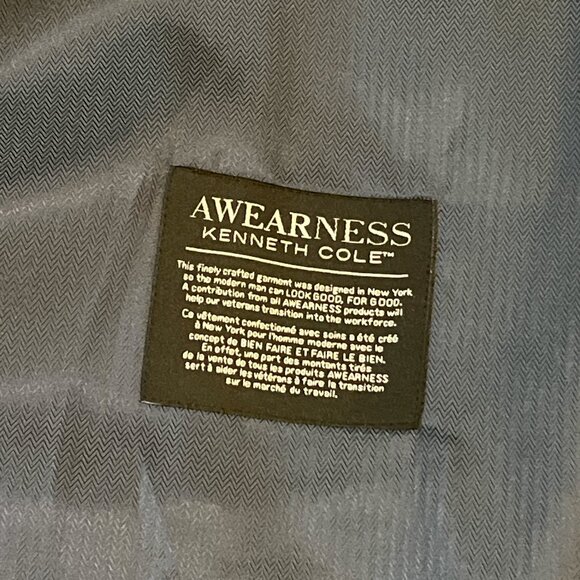 AWEARNESS
KENNETH COLE™
This finely crafted garment was designed in New York
so the modern man can LOOK GOOD, FOR GOOD.
A contribution from all AWEARNESS products will
help our veterans transition into the workforce.
Ce vêtement confectionné avec soins a été créé
à New York pour l'homme moderne avec le
concept de BIEN FAIRE ET FAIRE LE BIEN.
En effet, une part des montants tirés
de la vente de tous les produits AWEARNESS
sert à aider les vétérans à faire la transition
sur le marché du travail.